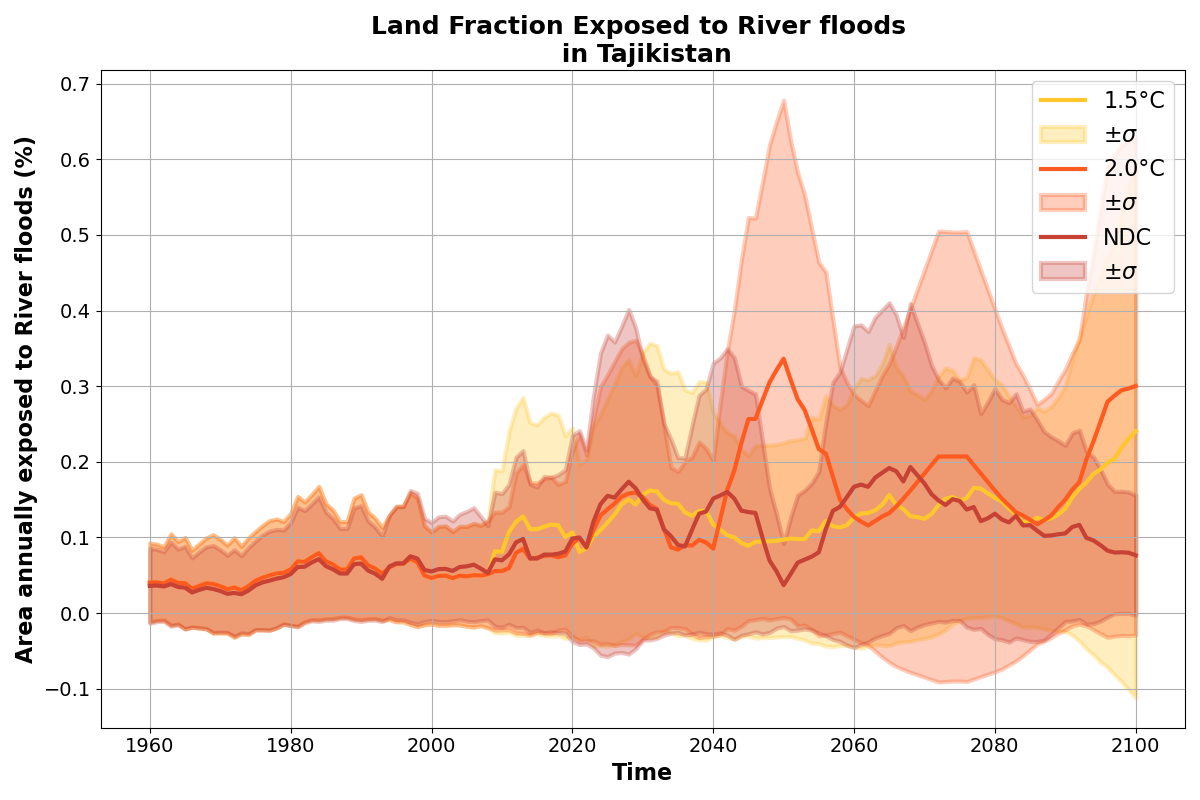 Land Fraction Exposed to River floods
in Tajikistan
Area annually exposed to River floods (%)
0.7
0.6
0.5
0.4
0.3
0.2
0.1
0.0
−0.1
1.5°C
±σ
2.0°C
±σ
NDC
±σ
1960
1980
2000
2020
2040
2060
2080
2100
Time